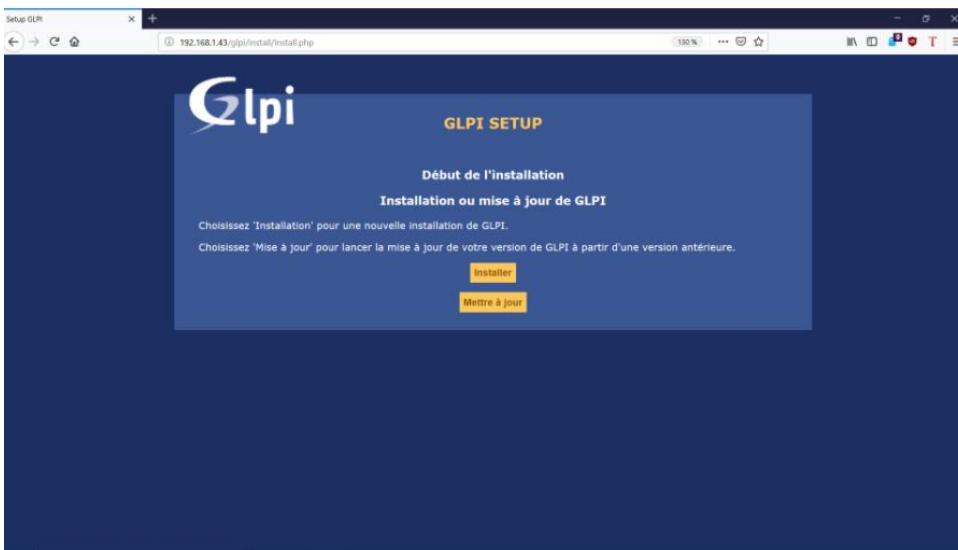 Setup GLPI
192.168.1.43/glpi/install/install.php
130 %
Glpi
GLPI SETUP
Début de l'installation
Installation ou mise à jour de GLPI
Choisissez 'Installation' pour une nouvelle installation de GLPI.
Choisissez 'Mise à jour' pour lancer la mise à jour de votre version de GLPI à partir d'une version antérieure.
Installer
Mettre à jour